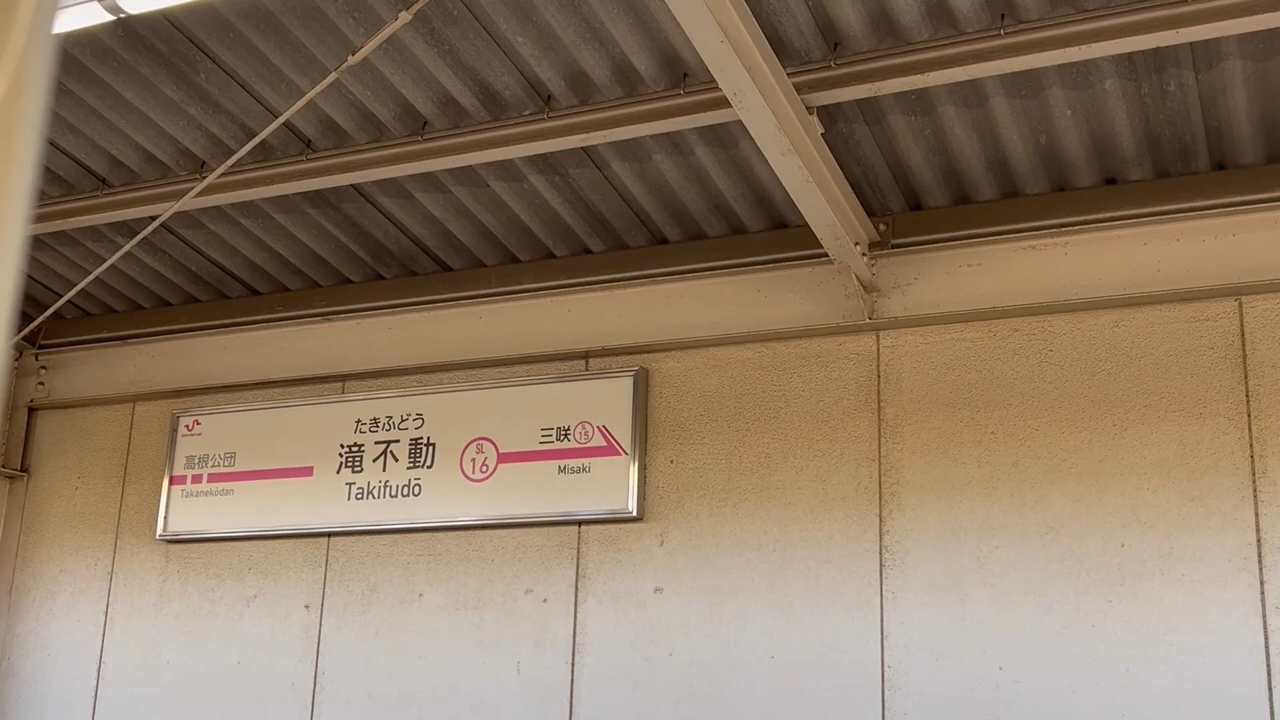 たきふどう
滝不動
Takifudō
高根公団
Takanekōdan
SL
16
三咲
SL
15
Misaki